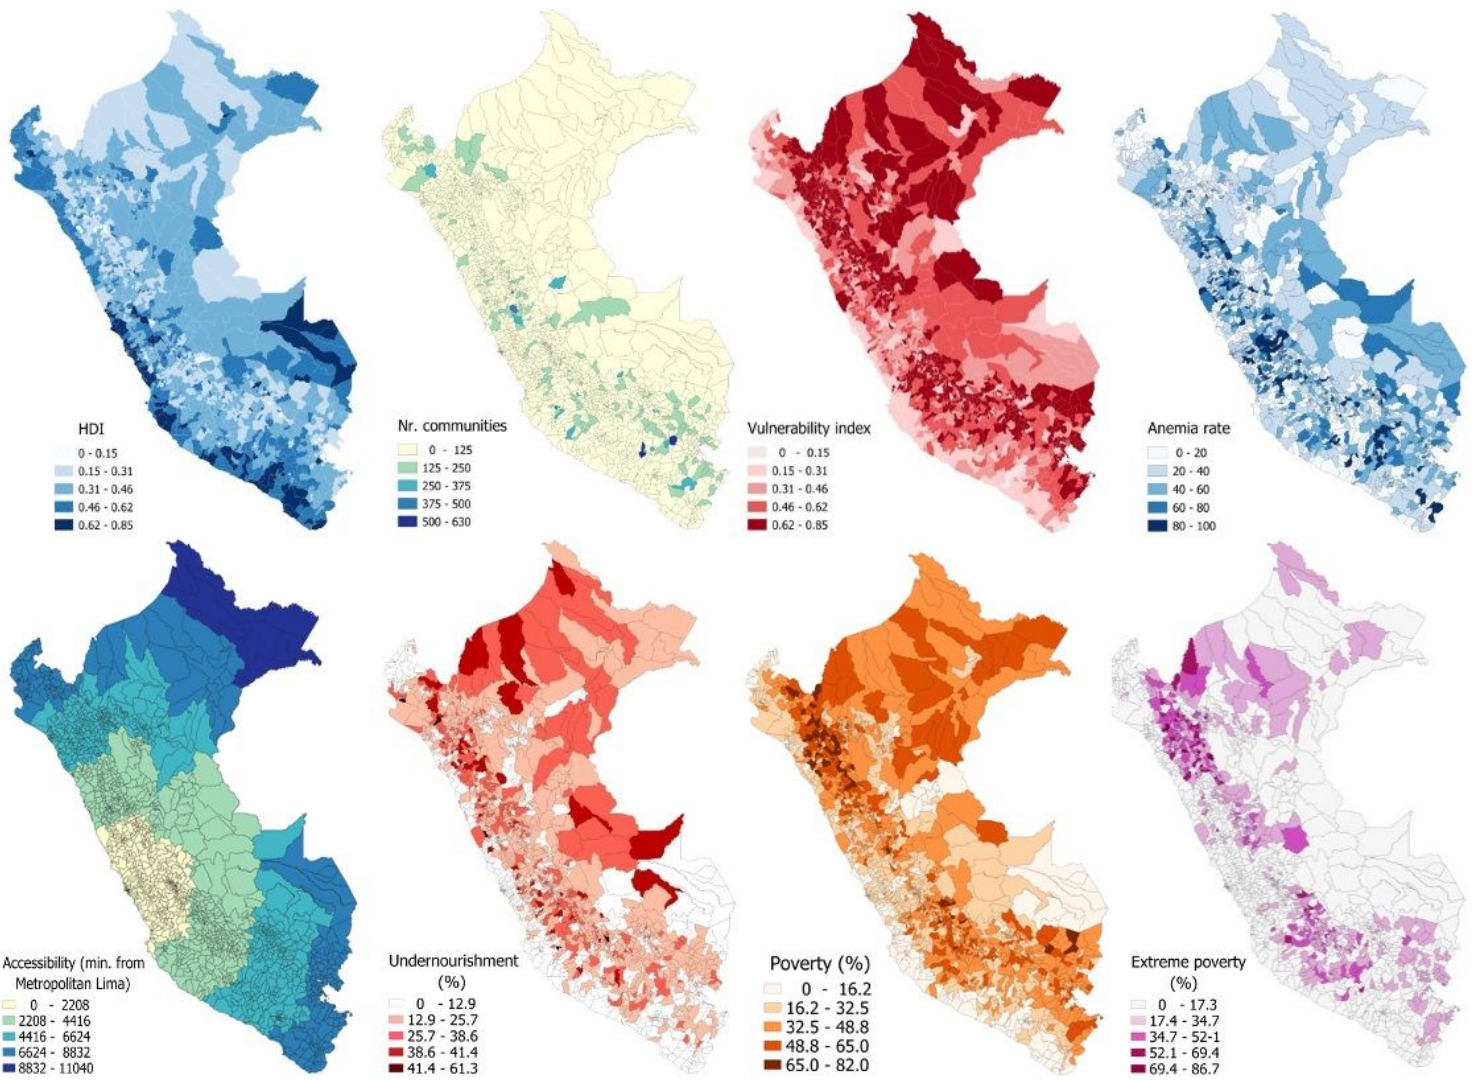 HDI
0 - 0.15
0.15 - 0.31
0.31 - 0.46
0.46 - 0.62
0.62 - 0.85
Nr. communities
0 - 125
125 - 250
250 - 375
375 - 500
500 - 630
Vulnerability index
0 - 0.15
0.15 - 0.31
0.31 - 0.46
0.46 - 0.62
0.62 - 0.85
Anemia rate
0 - 20
20 - 40
40 - 60
60 - 80
80 - 100
Accessibility (min. from
Metropolitan Lima)
0 - 2208
2208 - 4416
4416 - 6624
6624 - 8832
8832 - 11040
Undernourishment
(%)
0 - 12.9
12.9 - 25.7
25.7 - 38.6
38.6 - 41.4
41.4 - 61.3
Poverty (%)
0 - 16.2
16.2 - 32.5
32.5 - 48.8
48.8 - 65.0
65.0 - 82.0
Extreme poverty
(%)
0 - 17.3
17.4 - 34.7
34.7 - 52-1
52.1 - 69.4
69.4 - 86.7